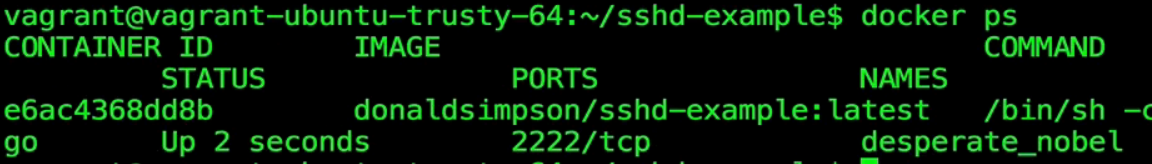 vagrant@vagrant-ubuntu-trusty-64:~/sshd-example$ docker ps
CONTAINER ID IMAGE COMMAND
STATUS PORTS NAMES
e6ac4368dd8b donaldsimpson/sshd-example:latest /bin/sh -c
go Up 2 seconds 2222/tcp desperate_nobel